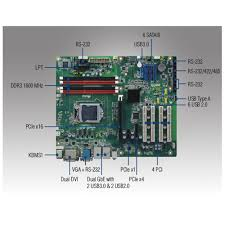 6 SATAIII
RS-232
USB3.0
LPT
RS-232
RS-232/422/485
DDR3 1600 MHz
RS-232
USB Type A
6 USB 2.0
PCIe x16
KBMS1
VGA + RS-232
PCIe x1
4 PCI
Dual DVI
Dual GbE with
2 USB3.0 & 2 USB2.0
PCIe x4